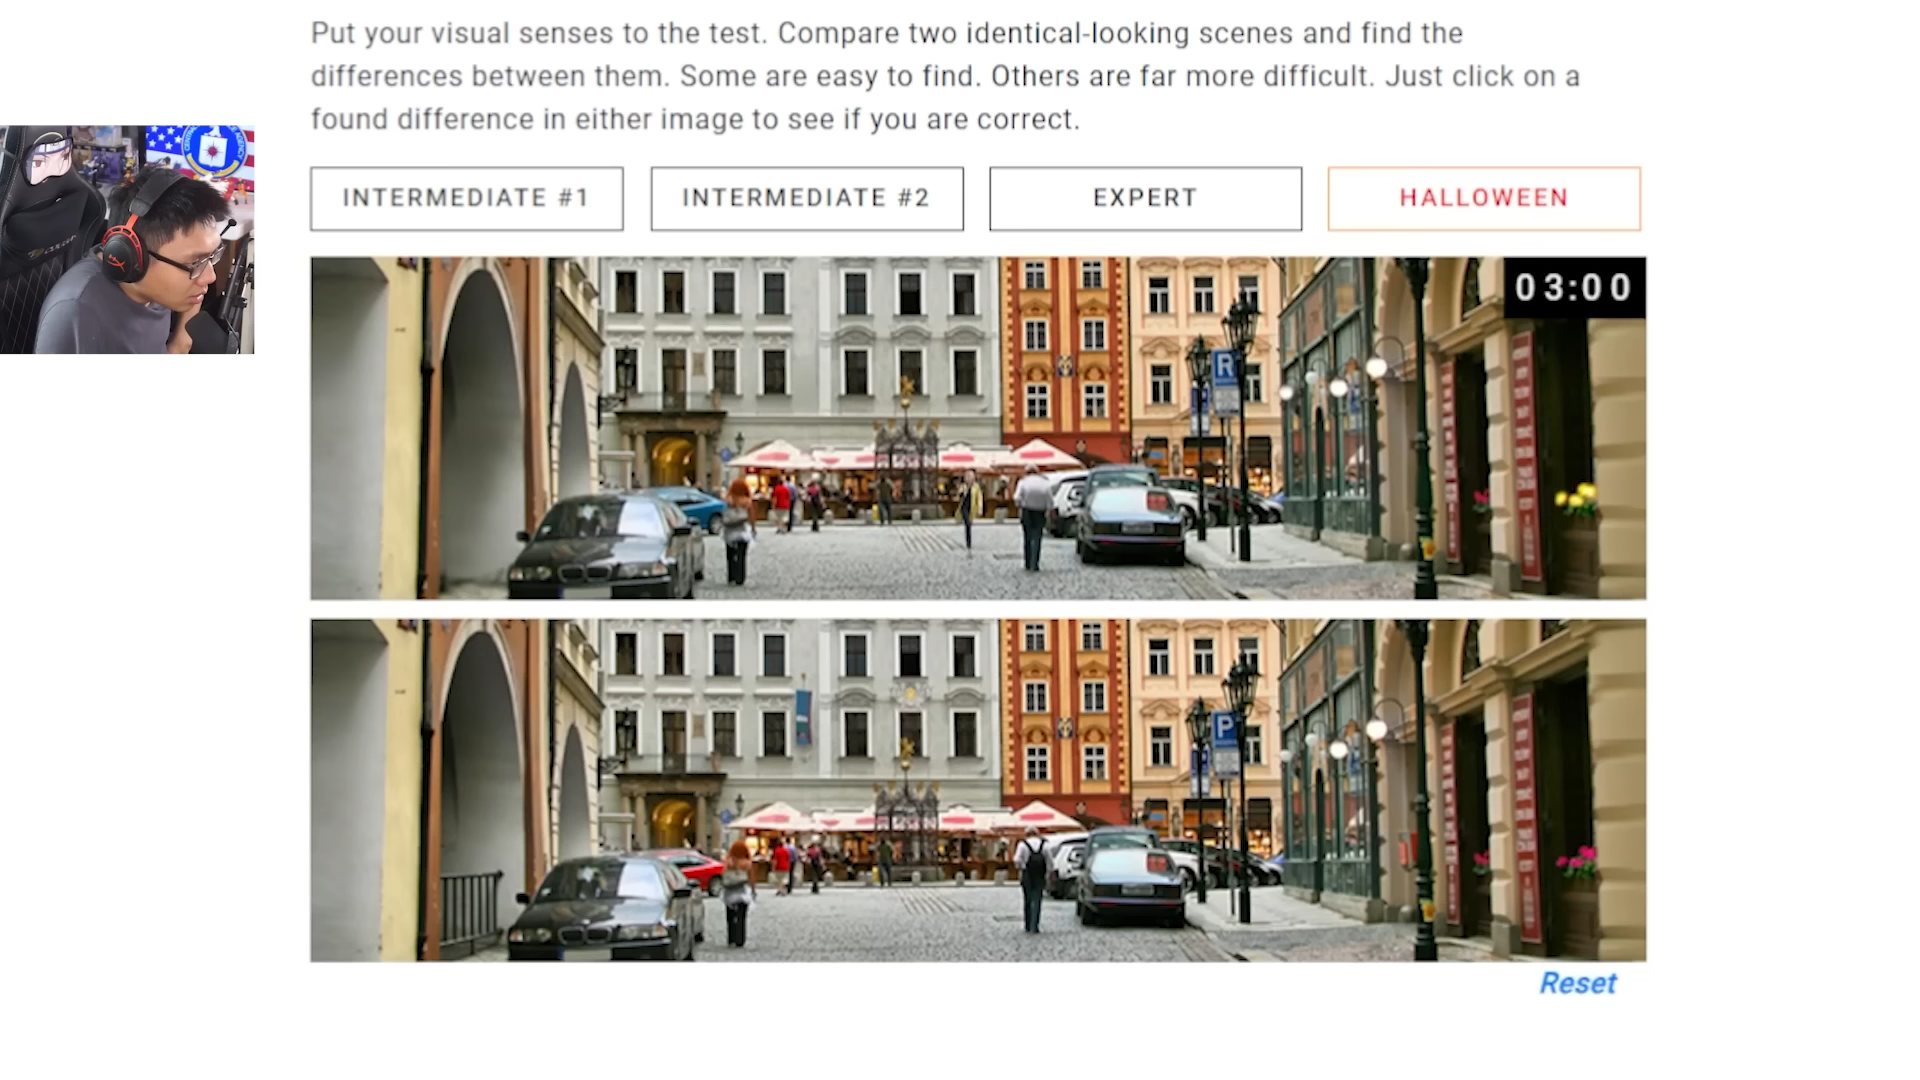 Put your visual senses to the test. Compare two identical-looking scenes and find the
differences between them. Some are easy to find. Others are far more difficult. Just click on a
found difference in either image to see if you are correct.
INTERMEDIATE #1
INTERMEDIATE #2
EXPERT
HALLOWEEN
03:00
R
P
Reset